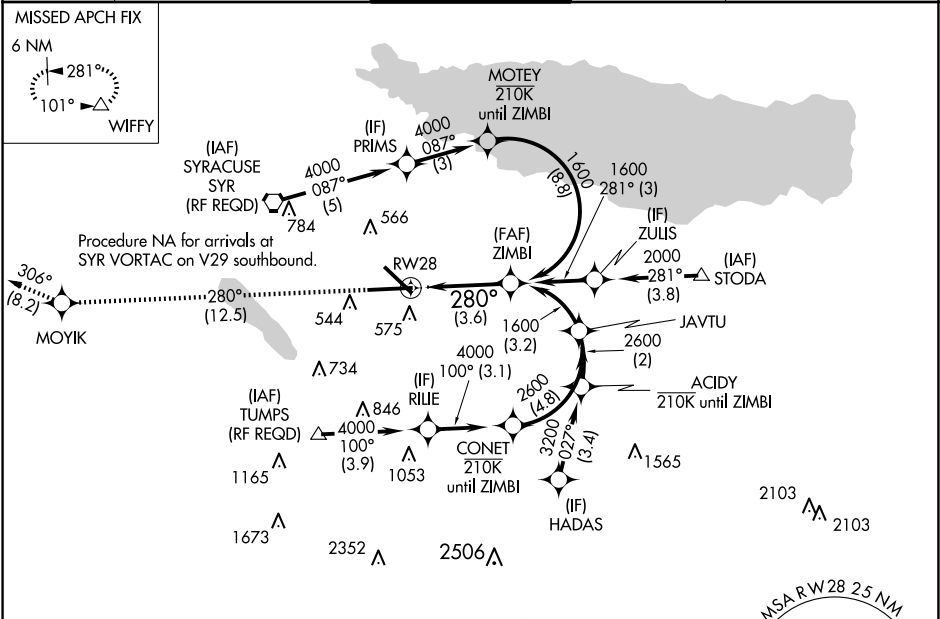 MISSED APCH FIX
6 NM
281°
101°
WIFFY
MOTEY
210K
until ZIMBI
(IF)
PRIMS
4000
087°
(3)
(IAF)
SYRACUSE
SYR
(RF REQD)
4000
087°
(5)
1600
(8.8)
1600
281° (3)
784
566
(IF)
ZULIS
(FAF)
ZIMBI
2000
281°
(3.8)
(IAF)
STODA
Procedure NA for arrivals at
SYR VORTAC on V29 southbound.
RW28
306°
(8.2)
MOYIK
280°
(12.5)
544
575
280°
(3.6)
1600
(3.2)
JAVTU
2600
(2)
734
4000
100° (3.1)
(IF)
RILIE
2600
(4.8)
ACIDY
210K until ZIMBI
(IAF)
TUMPS
(RF REQD)
846
4000
100°
(3.9)
CONET
210K
until ZIMBI
3200
027°
(3.4)
1053
1165
1565
(IF)
HADAS
1673
2352
2506
2103
2103
MSA RW28 25 NM